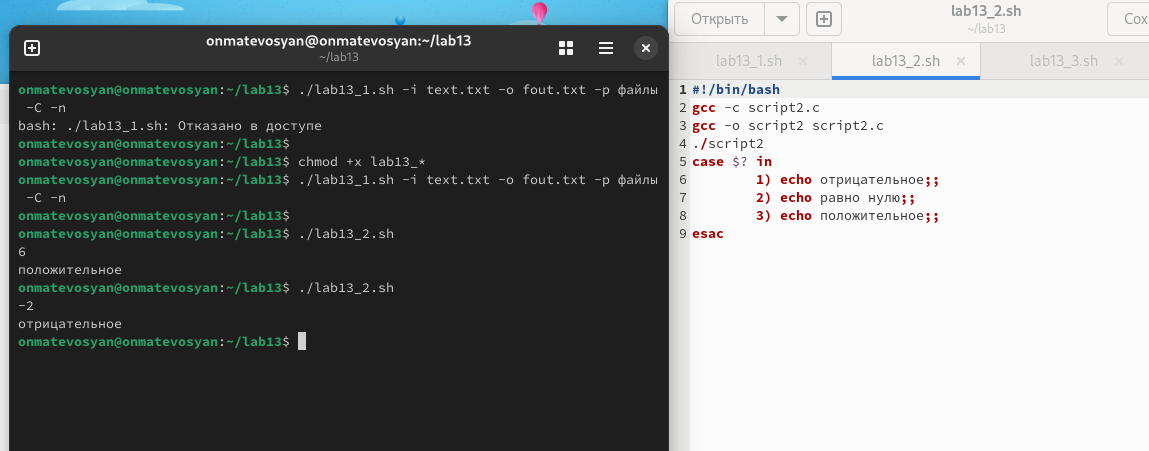 onmatevosyan@onmatevosyan:~/lab13
~/lab13
onmatevosyan@onmatevosyan:~/lab13$ ./lab13_1.sh -i text.txt -o fout.txt -p файлы
-C -n
bash: ./lab13_1.sh: Отказано в доступе
onmatevosyan@onmatevosyan:~/lab13$
onmatevosyan@onmatevosyan:~/lab13$ chmod +x lab13_*
onmatevosyan@onmatevosyan:~/lab13$ ./lab13_1.sh -i text.txt -o fout.txt -p файлы
-C -n
onmatevosyan@onmatevosyan:~/lab13$
onmatevosyan@onmatevosyan:~/lab13$ ./lab13_2.sh
6
положительное
onmatevosyan@onmatevosyan:~/lab13$ ./lab13_2.sh
-2
отрицательное
onmatevosyan@onmatevosyan:~/lab13$
Открыть
lab13_2.sh
~/lab13
Сох
lab13_1.sh
lab13_2.sh
lab13_3.sh
1 #!/bin/bash
2 gcc -c script2.c
3 gcc -o script2 script2.c
4 ./script2
5 case $? in
6 1) echo отрицательное;;
7 2) echo равно нулю;;
8 3) echo положительное;;
9 esac